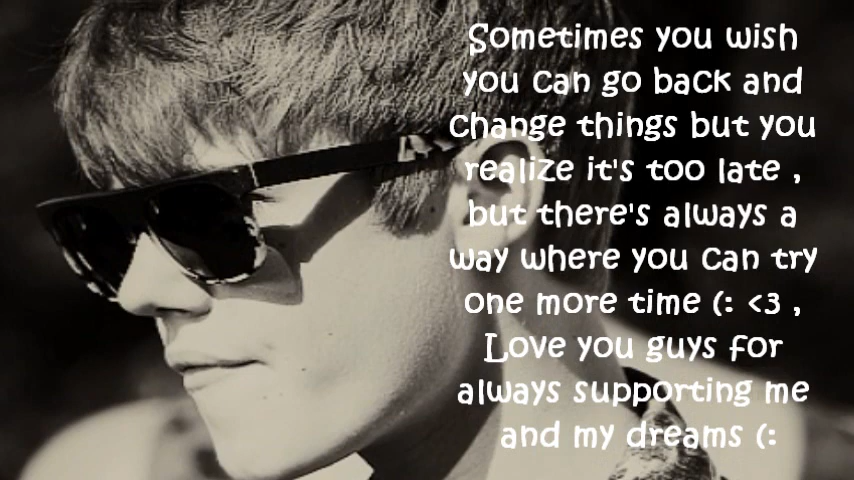 Sometimes you wish
you can go back and
change things but you
realize it's too late ,
but there's always a
way where you can try
one more time (: <3 ,
Love you guys for
always supporting me
and my dreams (: